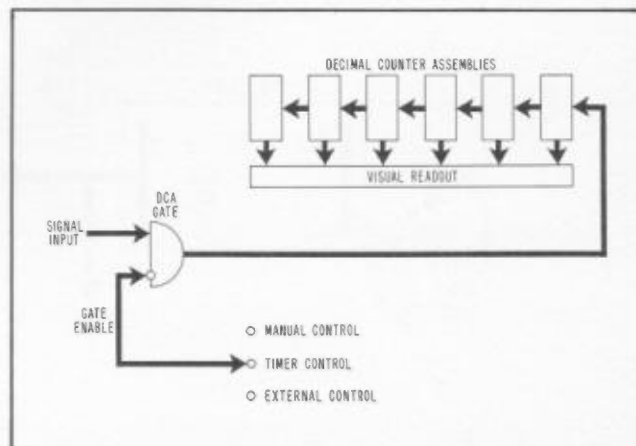 DECIMAL COUNTER ASSEMBLIES
VISUAL READOUT
DCA
GATE
SIGNAL
INPUT
GATE
ENABLE
MANUAL CONTROL
TIMER CONTROL
EXTERNAL CONTROL